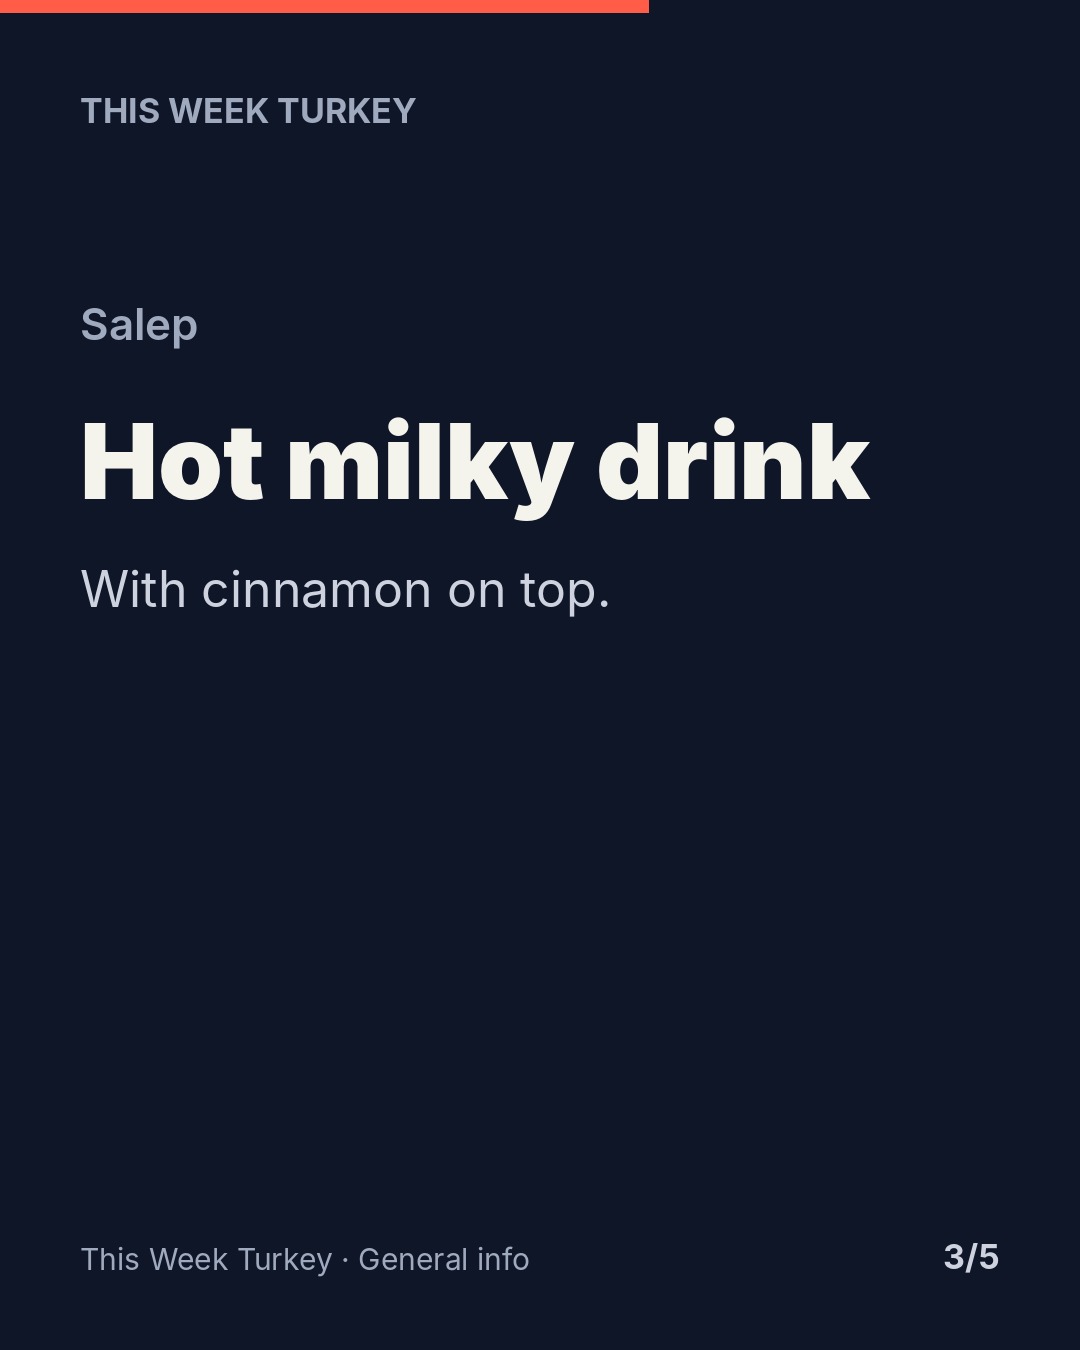 THIS WEEK TURKEY
Salep
Hot milky drink
With cinnamon on top.
This Week Turkey · General info
3/5